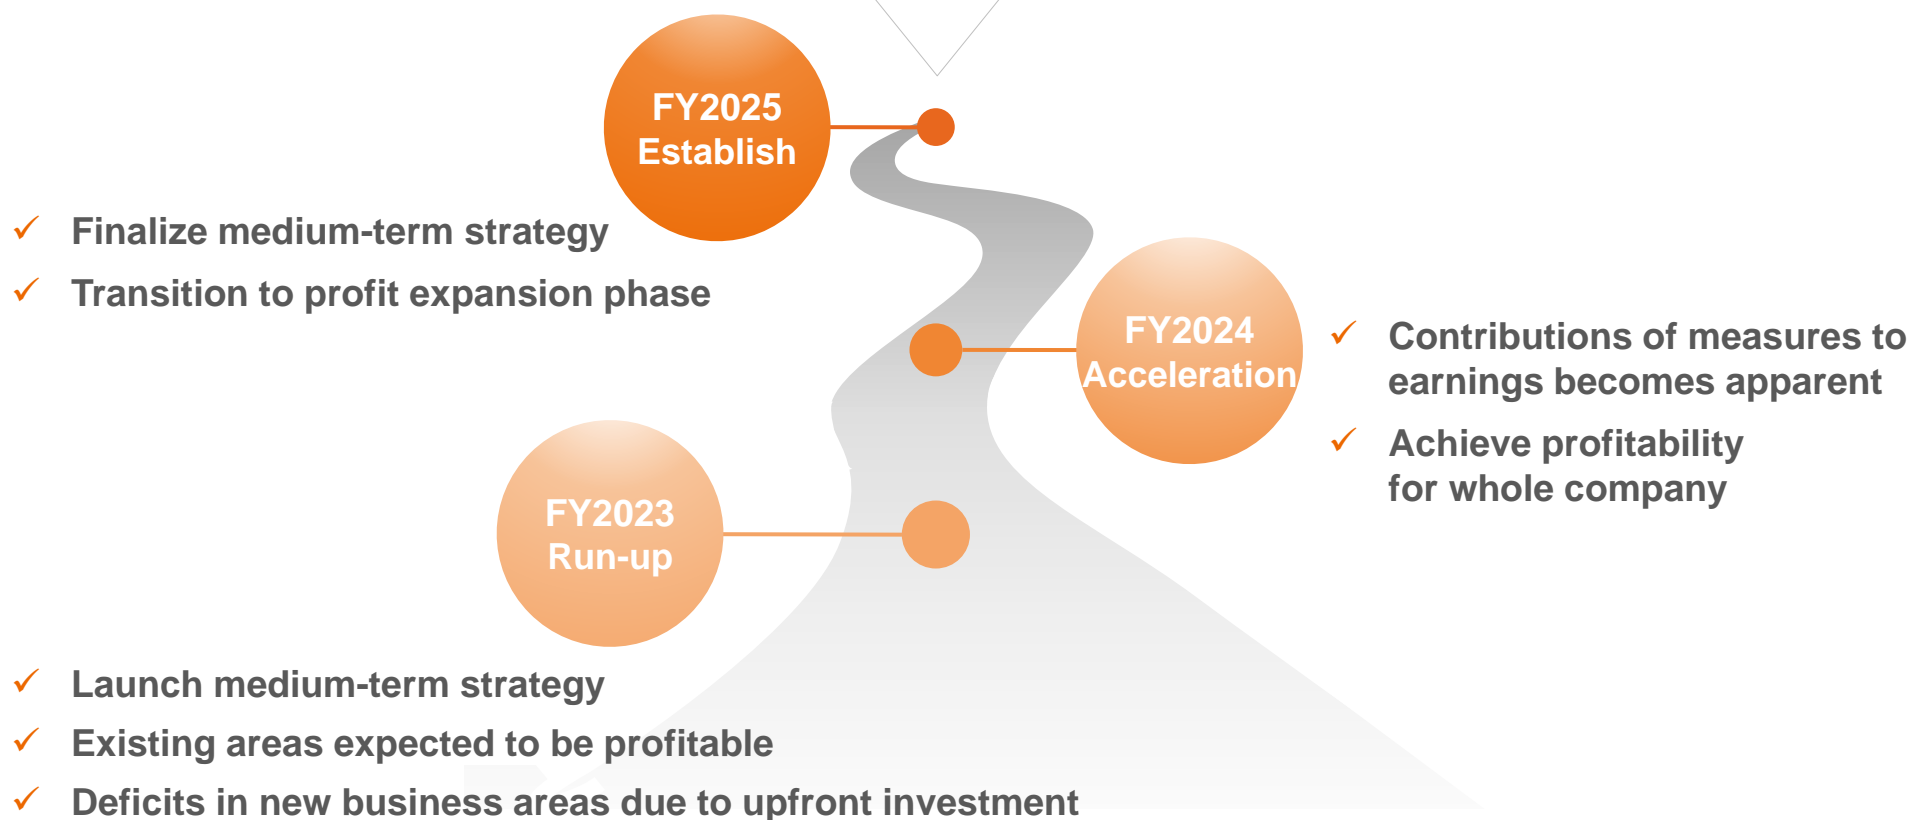 FY2025
Establish
Finalize medium-term strategy
Transition to profit expansion phase
FY2024
Acceleration
Contributions of measures to
earnings becomes apparent
Achieve profitability
for whole company
FY2023
Run-up
Launch medium-term strategy
Existing areas expected to be profitable
Deficits in new business areas due to upfront investment